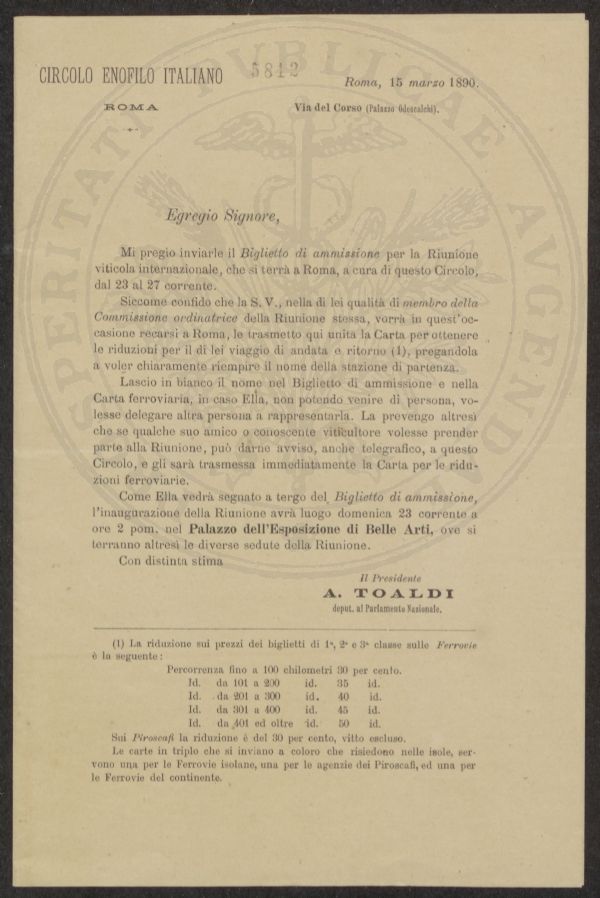 CIRCOLO ENOFILO ITALIANO
ROMA
5842
Roma, 15 marzo 1890.
Via del Corso (Palazzo Odescalchi).
Egregio Signore,
Mi pregio inviarle il Biglietto di ammissione per la Riunione
viticola internazionale, che si terrà a Roma, a cura di questo Circolo,
dal 23 al 27 corrente.
Siccome confido che la S. V., nella di lei qualità di membro della
Commissione ordinatrice della Riunione stessa, vorrà in quest'oc-
casione recarsi a Roma, le trasmetto qui unita la Carta per ottenere
le riduzioni per il di lei viaggio di andata e ritorno (1), pregandola
a voler chiaramente riempire il nome della stazione di partenza.
Lascio in bianco il nome nel Biglietto di ammissione e nella
Carta ferroviaria, in caso Ella, non potendo venire di persona, vo-
lesse delegare altra persona a rappresentarla. La prevengo altresì
che se qualche suo amico o conoscente viticultore volesse prender
parte alla Riunione, può darne avviso, anche telegrafico, a questo
Circolo, e gli sarà trasmessa immediatamente la Carta per le ridu-
zioni ferroviarie.
Come Ella vedrà segnato a tergo del Biglietto di ammissione,
l'inaugurazione della Riunione avrà luogo domenica 23 corrente a
ore 2 pom. nel Palazzo dell'Esposizione di Belle Arti, ove si
terranno altresì le diverse sedute della Riunione.
Con distinta stima
Il Presidente
A. TOALDI
deput. al Parlamento Nazionale.
(1) La riduzione sui prezzi dei biglietti di 1ª, 2ª e 3ª classe sulle Ferrovie
è la seguente:
Percorrenza fino a 100 chilometri 30 per cento.
Id. da 101 a 200 id. 35 id.
Id. da 201 a 300 id. 40 id.
Id. da 301 a 400 id. 45 id.
Id. da 401 ed oltre id. 50 id.
Sui Piroscafi la riduzione è del 30 per cento, vitto escluso.
Le carte in triplo che si inviano a coloro che risiedono nelle isole, ser-
vono una per le Ferrovie isolane, una per le agenzie dei Piroscafi, ed una per
le Ferrovie del continente.